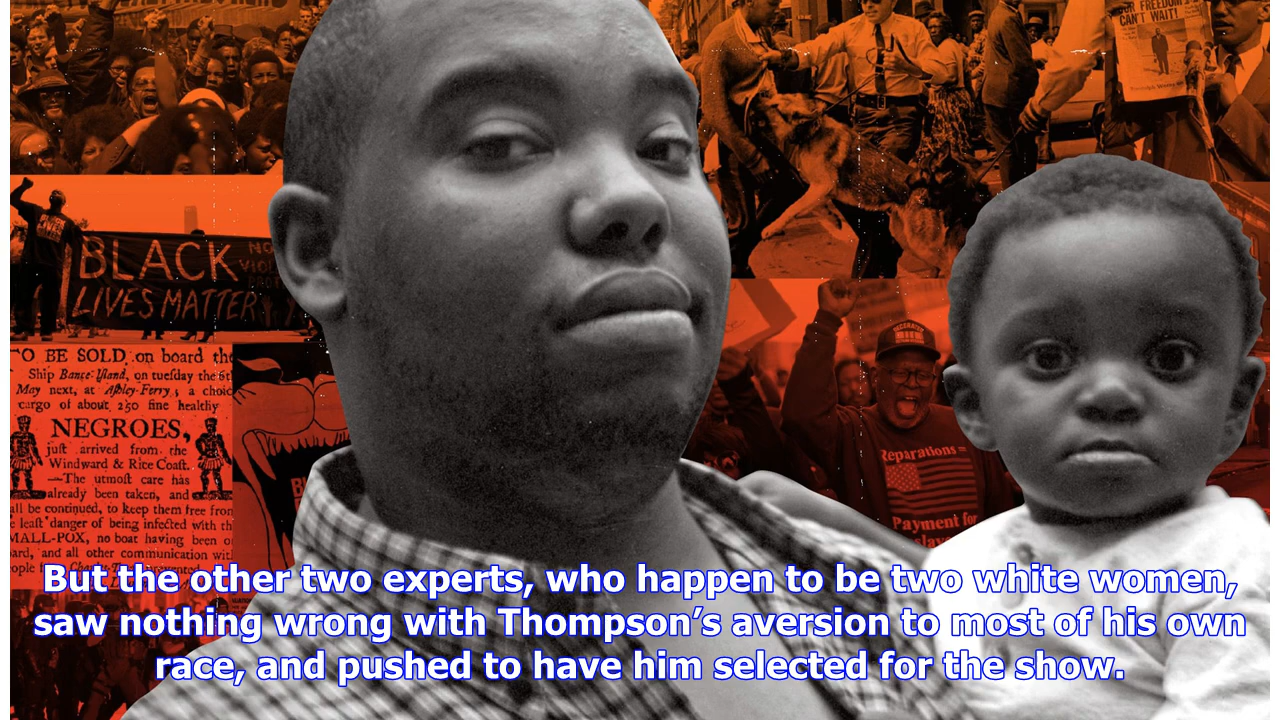 OUR FREEDOM
CAN'T WAIT!
BLACK
LIVES MATTER
TO BE SOLD on board the
Ship Bance-Island, on tuesday the 6th
May next, at Ashley-Ferry, a choice
cargo of about 250 fine healthy
NEGROES,
just arrived from the
Windward & Rice Coast.
—The utmost care has
already been taken, and
be continued, to keep them free from
least danger of being infected with
SMALL-POX, no boat having been
and all other communication with
Reparations =
Payment for
But the other two experts, who happen to be two white women,
saw nothing wrong with Thompson’s aversion to most of his own
race, and pushed to have him selected for the show.